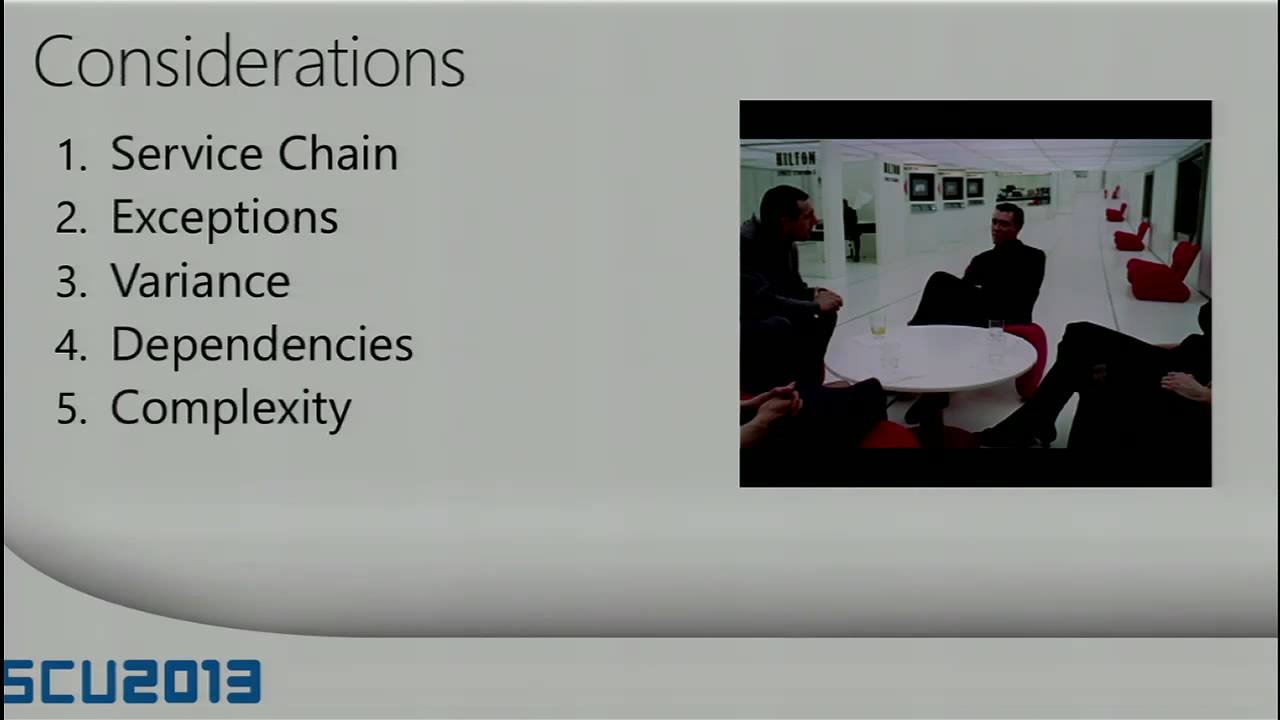 Considerations
1. Service Chain
2. Exceptions
3. Variance
4. Dependencies
5. Complexity
HILTON
SCU2013